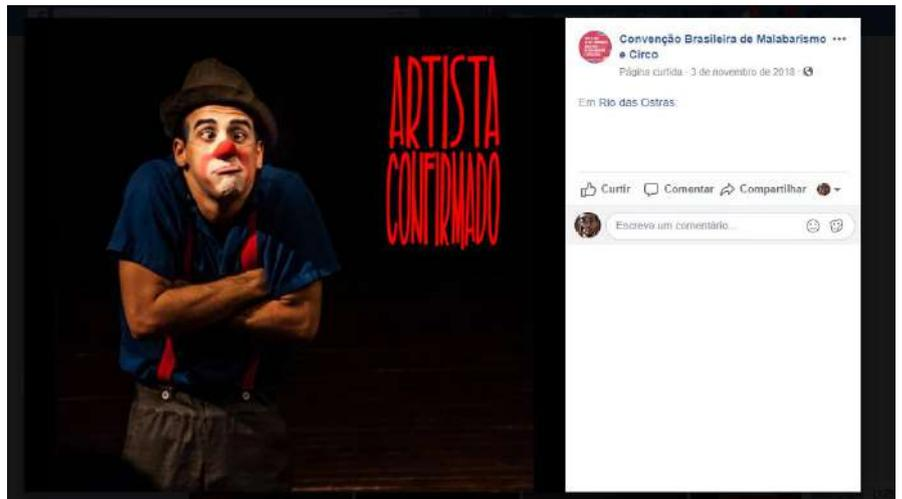 ARTISTA
CONFIRMADO
Convenção Brasileira de Malabarismo
e Circo
Página curtida · 3 de novembro de 2018 ·
Em Rio das Ostras.
Curtir Comentar Compartilhar
Escreva um comentário...